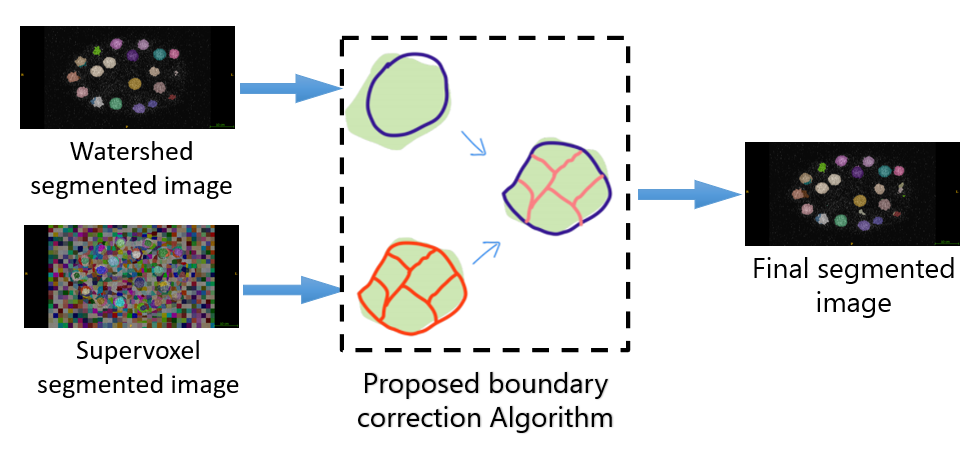 Watershed
segmented image
Supervoxel
segmented image
Proposed boundary
correction Algorithm
Final segmented
image